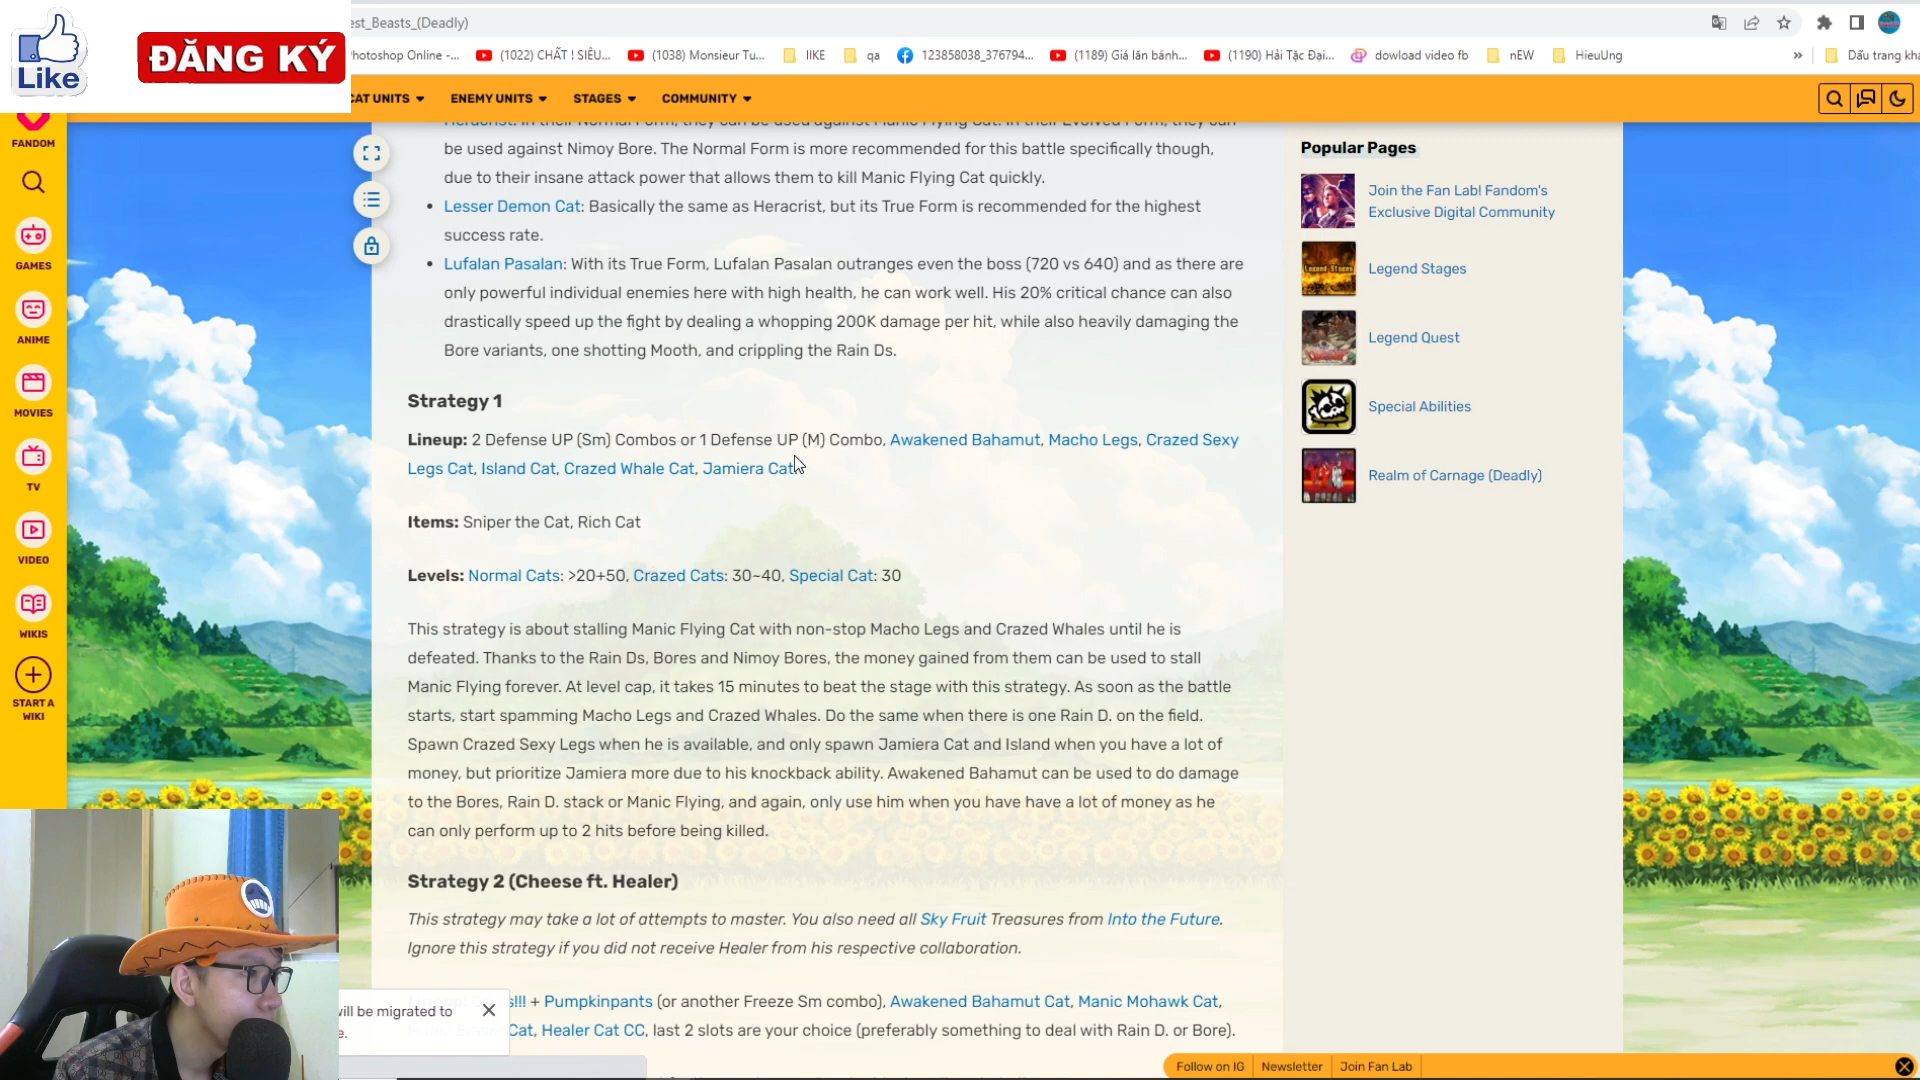 Like
ĐĂNG KÝ
est_Beasts_(Deadly)
hotoshop Online -...
(1022) CHẤT ! SIÊU...
(1038) Monsieur Tu...
lIKE
qa
123858038_376794...
(1189) Giá lăn bánh...
(1190) Hải Tặc Đại...
dowload video fb
nEW
HieuUng
»
Dấu trang kha
CAT UNITS
ENEMY UNITS
STAGES
COMMUNITY
FANDOM
GAMES
ANIME
MOVIES
TV
VIDEO
WIKIS
START A
WIKI
Heracrist: In their Normal Form, they can be used against Manic Flying Cat. In their Evolved Form, they can
be used against Nimoy Bore. The Normal Form is more recommended for this battle specifically though,
due to their insane attack power that allows them to kill Manic Flying Cat quickly.
• Lesser Demon Cat: Basically the same as Heracrist, but its True Form is recommended for the highest
success rate.
• Lufalan Pasalan: With its True Form, Lufalan Pasalan outranges even the boss (720 vs 640) and as there are
only powerful individual enemies here with high health, he can work well. His 20% critical chance can also
drastically speed up the fight by dealing a whopping 200K damage per hit, while also heavily damaging the
Bore variants, one shotting Mooth, and crippling the Rain Ds.
Strategy 1
Lineup: 2 Defense UP (Sm) Combos or 1 Defense UP (M) Combo, Awakened Bahamut, Macho Legs, Crazed Sexy
Legs Cat, Island Cat, Crazed Whale Cat, Jamiera Cat
Items: Sniper the Cat, Rich Cat
Levels: Normal Cats: >20+50, Crazed Cats: 30~40, Special Cat: 30
This strategy is about stalling Manic Flying Cat with non-stop Macho Legs and Crazed Whales until he is
defeated. Thanks to the Rain Ds, Bores and Nimoy Bores, the money gained from them can be used to stall
Manic Flying forever. At level cap, it takes 15 minutes to beat the stage with this strategy. As soon as the battle
starts, start spamming Macho Legs and Crazed Whales. Do the same when there is one Rain D. on the field.
Spawn Crazed Sexy Legs when he is available, and only spawn Jamiera Cat and Island when you have a lot of
money, but prioritize Jamiera more due to his knockback ability. Awakened Bahamut can be used to do damage
to the Bores, Rain D. stack or Manic Flying, and again, only use him when you have have a lot of money as he
can only perform up to 2 hits before being killed.
Strategy 2 (Cheese ft. Healer)
This strategy may take a lot of attempts to master. You also need all Sky Fruit Treasures from Into the Future.
Ignore this strategy if you did not receive Healer from his respective collaboration.
s!!! + Pumpkinpants (or another Freeze Sm combo), Awakened Bahamut Cat, Manic Mohawk Cat,
Cat, Healer Cat CC, last 2 slots are your choice (preferably something to deal with Rain D. or Bore).
will be migrated to
e.
Popular Pages
Join the Fan Lab! Fandom's
Exclusive Digital Community
Legend Stages
Legend Quest
Special Abilities
Realm of Carnage (Deadly)
Follow on IG
Newsletter
Join Fan Lab